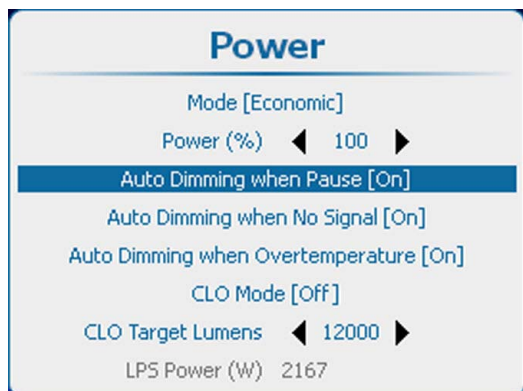 Power
Mode [Economic]
Power (%) 100
Auto Dimming when Pause [On]
Auto Dimming when No Signal [On]
Auto Dimming when Overtemperature [On]
CLO Mode [Off]
CLO Target Lumens 12000
LPS Power (W) 2167